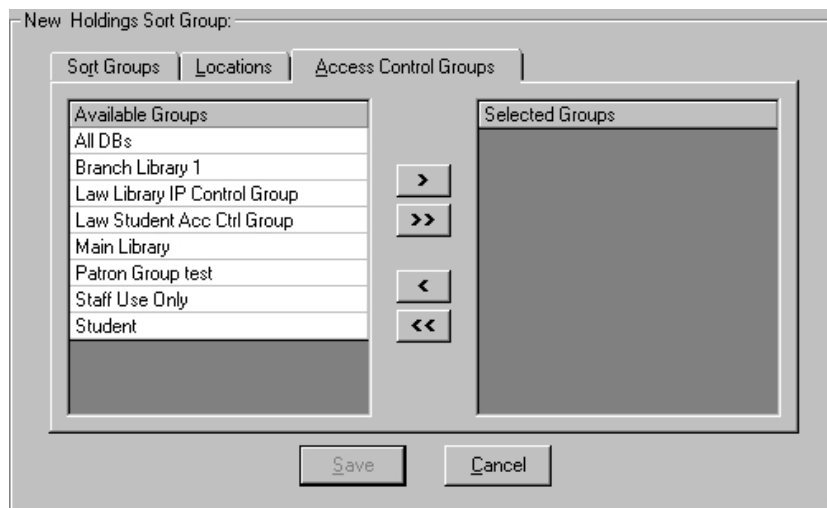 New Holdings Sort Group:
Sort Groups Locations Access Control Groups
Available Groups
All DBs
Branch Library 1
Law Library IP Control Group
Law Student Acc Ctrl Group
Main Library
Patron Group test
Staff Use Only
Student
>
>>
<
<<
Selected Groups
Save Cancel